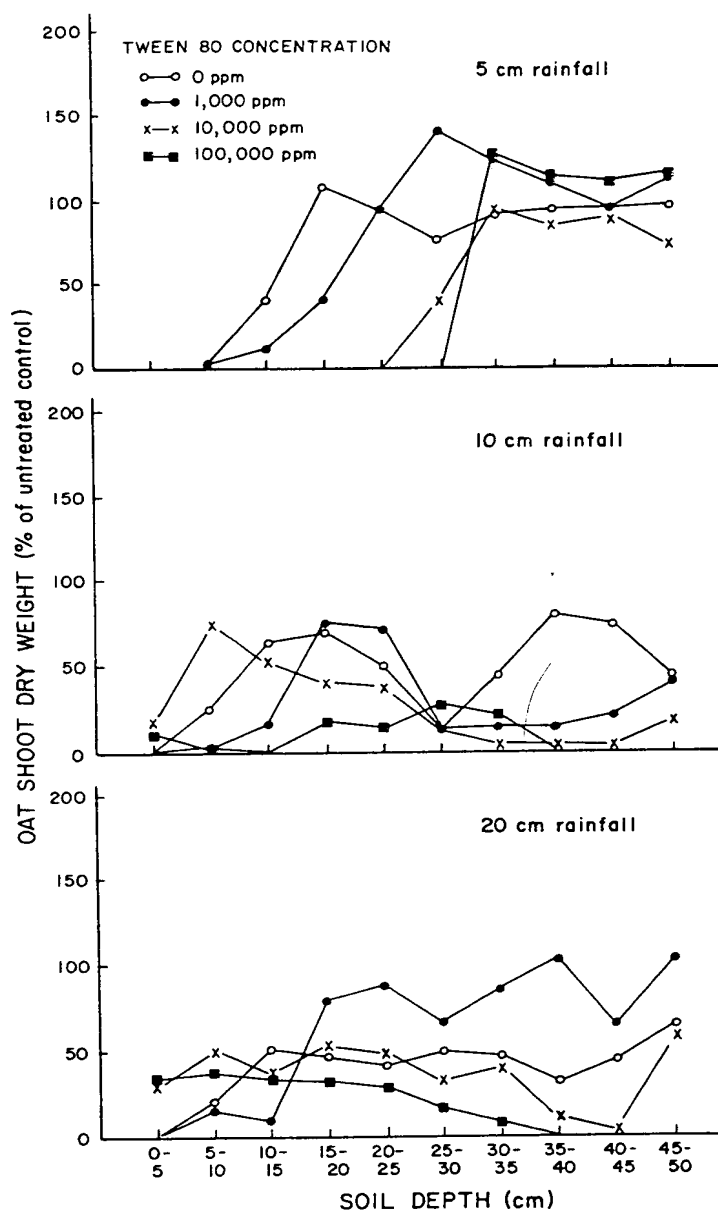 200
TWEEN 80 CONCENTRATION
0 ppm
1,000 ppm
10,000 ppm
100,000 ppm
5 cm rainfall
150
100
50
0
OAT SHOOT DRY WEIGHT (% of untreated control)
200
10 cm rainfall
150
100
50
0
200
20 cm rainfall
150
100
50
0
0-5
5-10
10-15
15-20
20-25
25-30
30-35
35-40
40-45
45-50
SOIL DEPTH (cm)